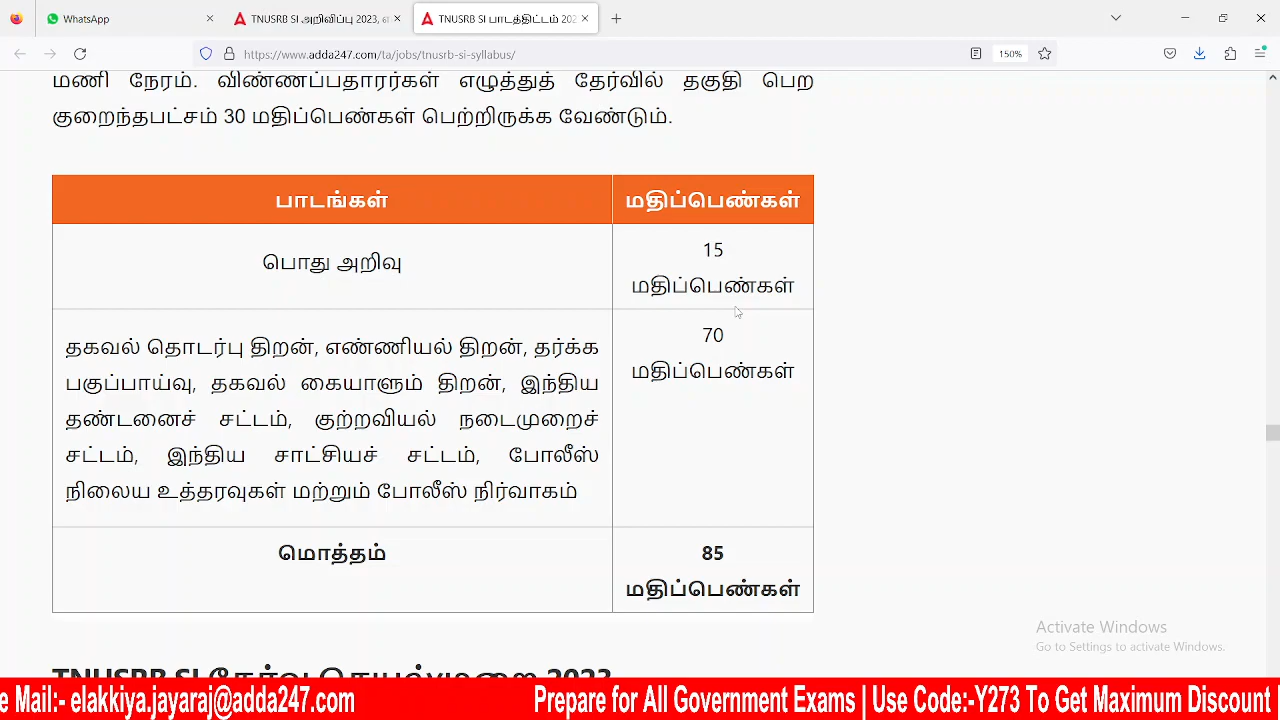 WhatsApp
TNUSRB SI அறிவிப்பு 2023,
TNUSRB SI பாடத்திட்டம் 202
https://www.adda247.com/ta/jobs/tnusrb-si-syllabus/
150%
மணி நேரம். விண்ணப்பதாரர்கள் எழுத்துத் தேர்வில் தகுதி பெற
குறைந்தபட்சம் 30 மதிப்பெண்கள் பெற்றிருக்க வேண்டும்.
பாடங்கள்
மதிப்பெண்கள்
பொது அறிவு
15
மதிப்பெண்கள்
தகவல் தொடர்பு திறன், எண்ணியல் திறன், தர்க்க
பகுப்பாய்வு, தகவல் கையாளும் திறன், இந்திய
தண்டனைச் சட்டம், குற்றவியல் நடைமுறைச்
சட்டம், இந்திய சாட்சியச் சட்டம், போலீஸ்
நிலைய உத்தரவுகள் மற்றும் போலீஸ் நிர்வாகம்
70
மதிப்பெண்கள்
மொத்தம்
85
மதிப்பெண்கள்
Activate Windows
Go to Settings to activate Windows.
TNUSRB SI தேர்வு செயல்முறை 2023
e Mail:- elakkiya.jayaraj@adda247.com
Prepare for All Government Exams | Use Code:-Y273 To Get Maximum Discount